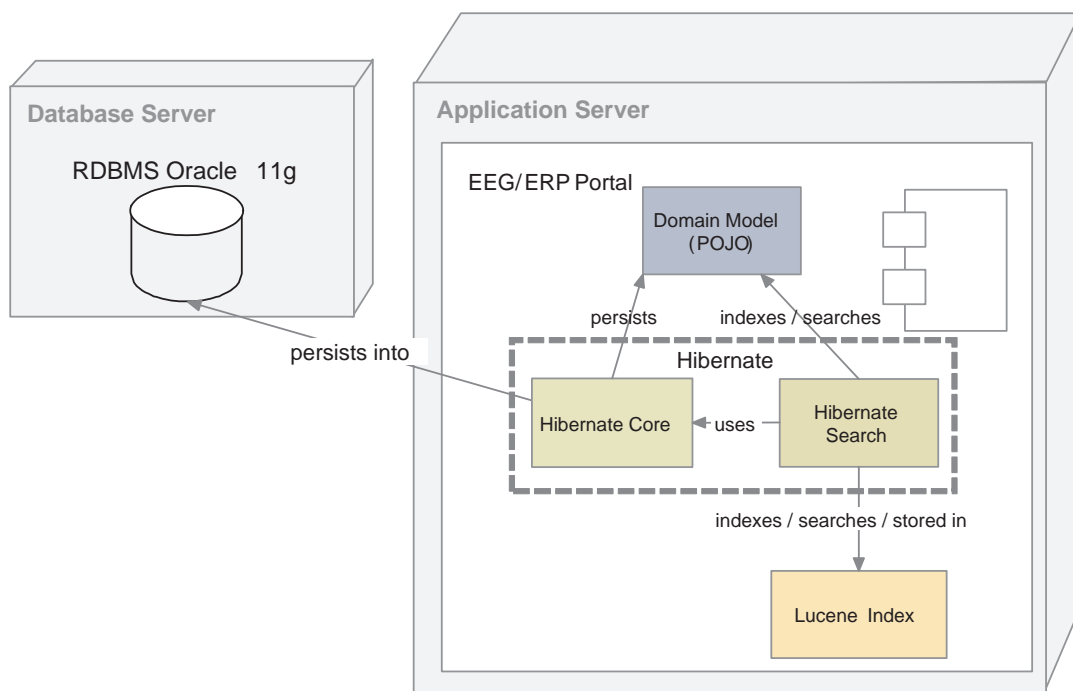 Database Server
RDBMS Oracle 11g
persists into
Application Server
EEG/ERP Portal
Domain Model
(POJO)
persists
indexes / searches
Hibernate
Hibernate Core
uses
Hibernate
Search
indexes / searches / stored in
Lucene Index